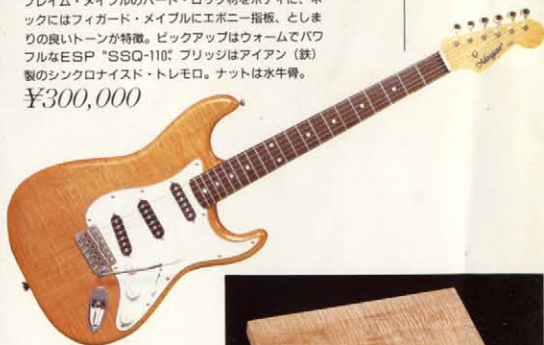 フレイム・メイプルのハード・ロック材をボディに、ネ
ックにはフィガード・メイプルにエボニー指板、としま
りの良いトーンが特徴。ピックアップはウォームでパワ
フルなESP "SSQ-110" ブリッジはアイアン（鉄）
製のシンクロナイズド・トレモロ。ナットは水牛骨。
¥300,000